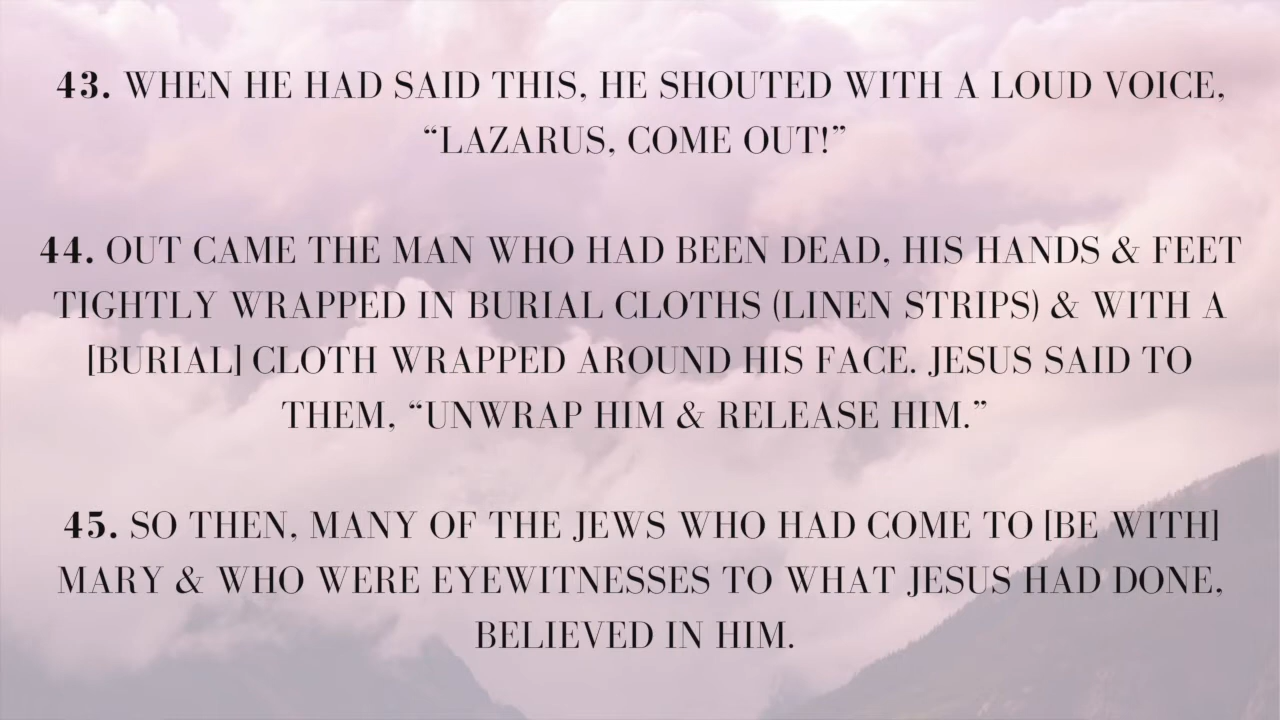 43. WHEN HE HAD SAID THIS, HE SHOUTED WITH A LOUD VOICE,
“LAZARUS, COME OUT!”
44. OUT CAME THE MAN WHO HAD BEEN DEAD, HIS HANDS & FEET
TIGHTLY WRAPPED IN BURIAL CLOTHS (LINEN STRIPS) & WITH A
[BURIAL] CLOTH WRAPPED AROUND HIS FACE. JESUS SAID TO
THEM, “UNWRAP HIM & RELEASE HIM.”
45. SO THEN, MANY OF THE JEWS WHO HAD COME TO [BE WITH]
MARY & WHO WERE EYEWITNESSES TO WHAT JESUS HAD DONE,
BELIEVED IN HIM.